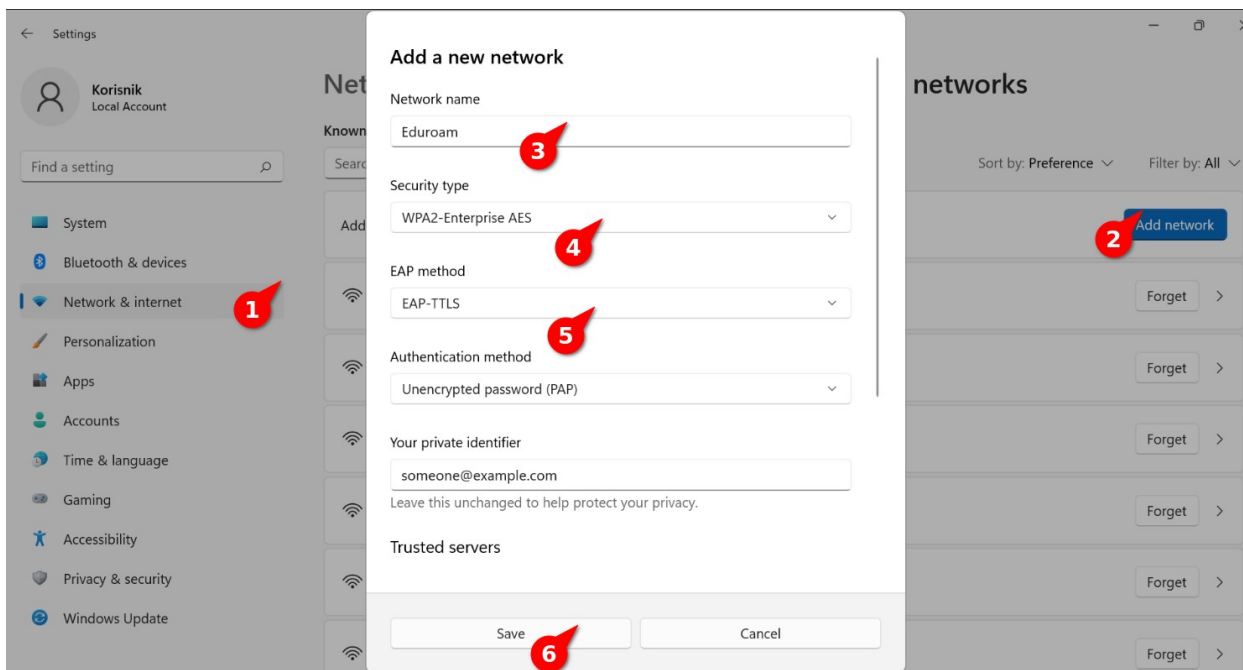 Settings
Korisnik
Local Account
Find a setting
System
Bluetooth & devices
Network & internet
Personalization
Apps
Accounts
Time & language
Gaming
Accessibility
Privacy & security
Windows Update
1
Net
networks
Known
Searc
Sort by: Preference
Filter by: All
Add
Add network
2
Forget
Forget
Forget
Forget
Forget
Forget
Add a new network
Network name
Eduroam
3
Security type
WPA2-Enterprise AES
4
EAP method
EAP-TTLS
5
Authentication method
Unencrypted password (PAP)
Your private identifier
someone@example.com
Leave this unchanged to help protect your privacy.
Trusted servers
Save
6
Cancel